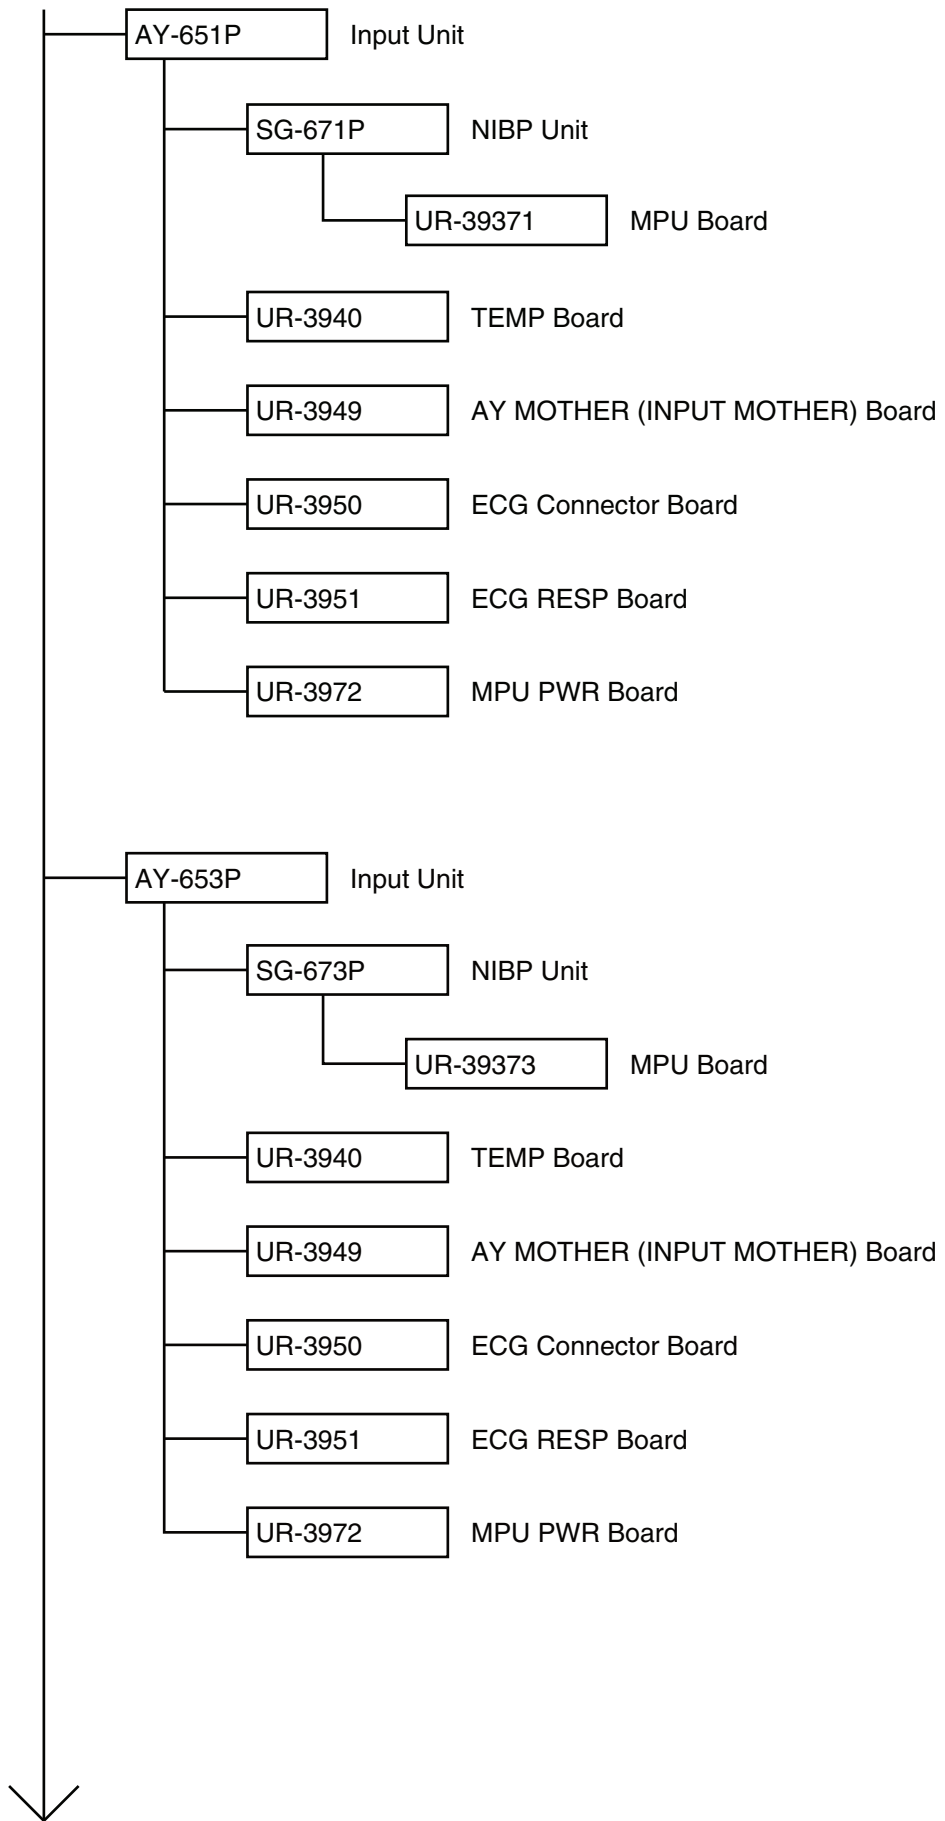 AY-651P Input Unit
SG-671P NIBP Unit
UR-39371 MPU Board
UR-3940 TEMP Board
UR-3949 AY MOTHER (INPUT MOTHER) Board
UR-3950 ECG Connector Board
UR-3951 ECG RESP Board
UR-3972 MPU PWR Board
AY-653P Input Unit
SG-673P NIBP Unit
UR-39373 MPU Board
UR-3940 TEMP Board
UR-3949 AY MOTHER (INPUT MOTHER) Board
UR-3950 ECG Connector Board
UR-3951 ECG RESP Board
UR-3972 MPU PWR Board